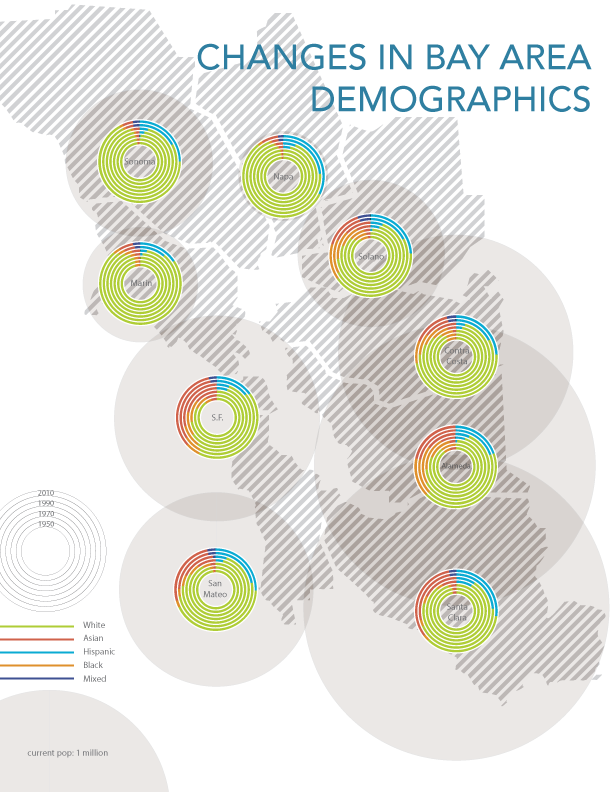 CHANGES IN BAY AREA
DEMOGRAPHICS
Sonoma
Napa
Solano
Marin
Contra
Costa
S.F.
Alameda
2010
1990
1970
1950
San
Mateo
Santa
Clara
White
Asian
Hispanic
Black
Mixed
current pop: 1 million